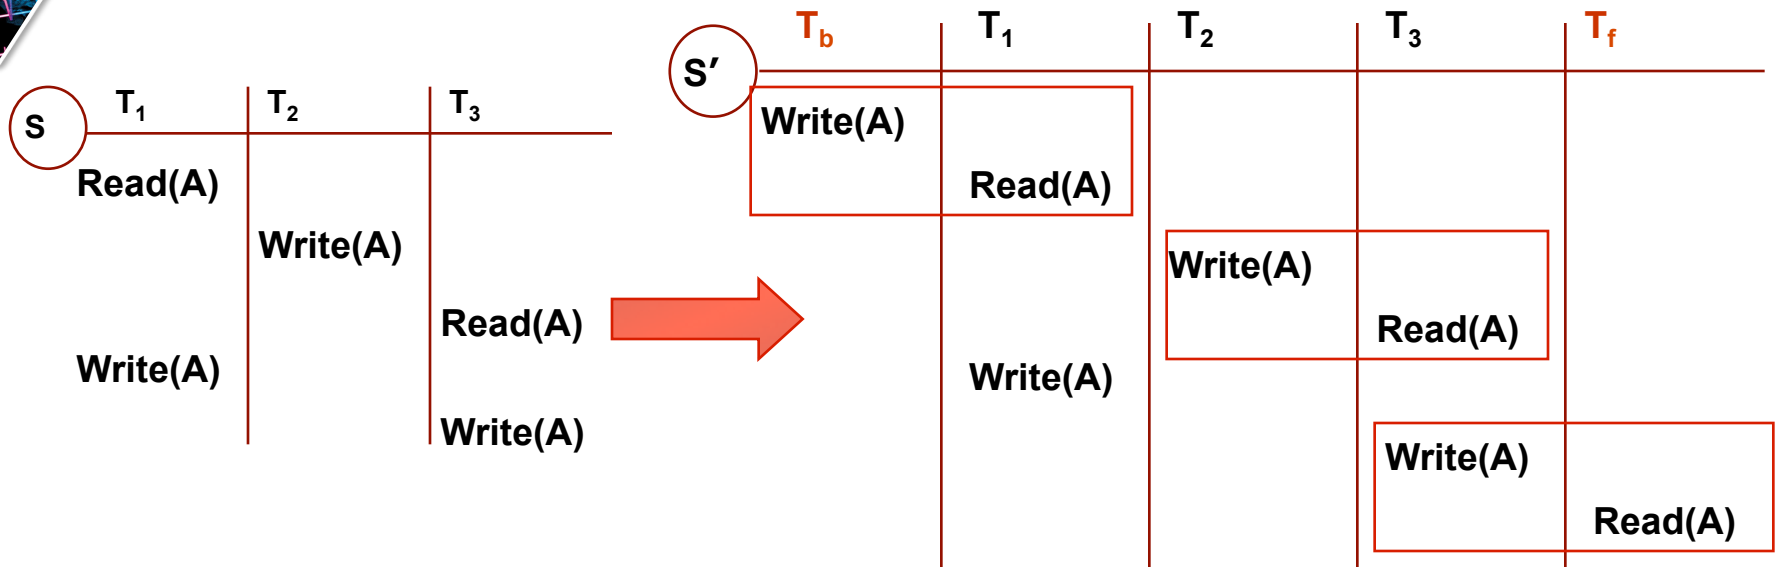 S
T1 T2 T3
Read(A)
Write(A)
Read(A)
Write(A)
Write(A)
S′
Tb T1 T2 T3 Tf
Write(A)
Read(A)
Write(A)
Read(A)
Write(A)
Write(A)
Read(A)